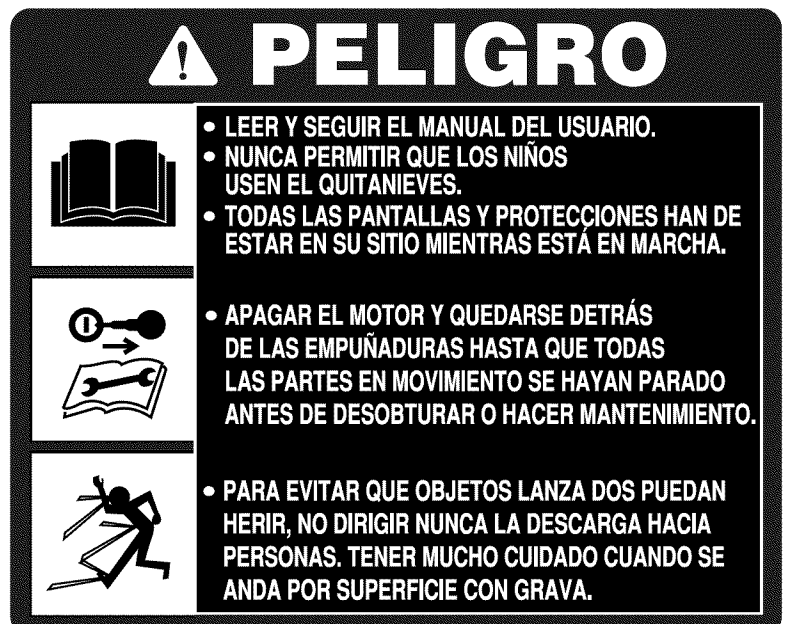 PELIGRO
• LEER Y SEGUIR EL MANUAL DEL USUARIO.
• NUNCA PERMITIR QUE LOS NIÑOS
USEN EL QUITANIEVES.
• TODAS LAS PANTALLAS Y PROTECCIONES HAN DE
ESTAR EN SU SITIO MIENTRAS ESTÁ EN MARCHA.
• APAGAR EL MOTOR Y QUEDARSE DETRÁS
DE LAS EMPUÑADURAS HASTA QUE TODAS
LAS PARTES EN MOVIMIENTO SE HAYAN PARADO
ANTES DE DESOBTURAR O HACER MANTENIMIENTO.
• PARA EVITAR QUE OBJETOS LANZA DOS PUEDAN
HERIR, NO DIRIGIR NUNCA LA DESCARGA HACIA
PERSONAS. TENER MUCHO CUIDADO CUANDO SE
ANDA POR SUPERFICIE CON GRAVA.